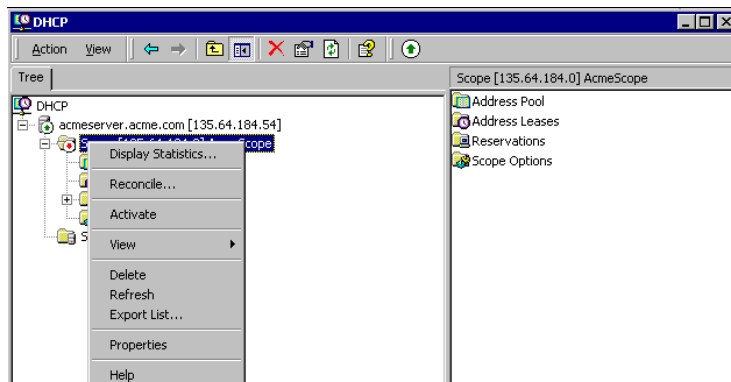 DHCP
Action View
Tree
Scope [135.64.184.0] AcmeScope
DHCP
acmeserver.acme.com [135.64.184.54]
Display Statistics...
Reconcile...
Activate
View
Delete
Refresh
Export List...
Properties
Help
Address Pool
Address Leases
Reservations
Scope Options